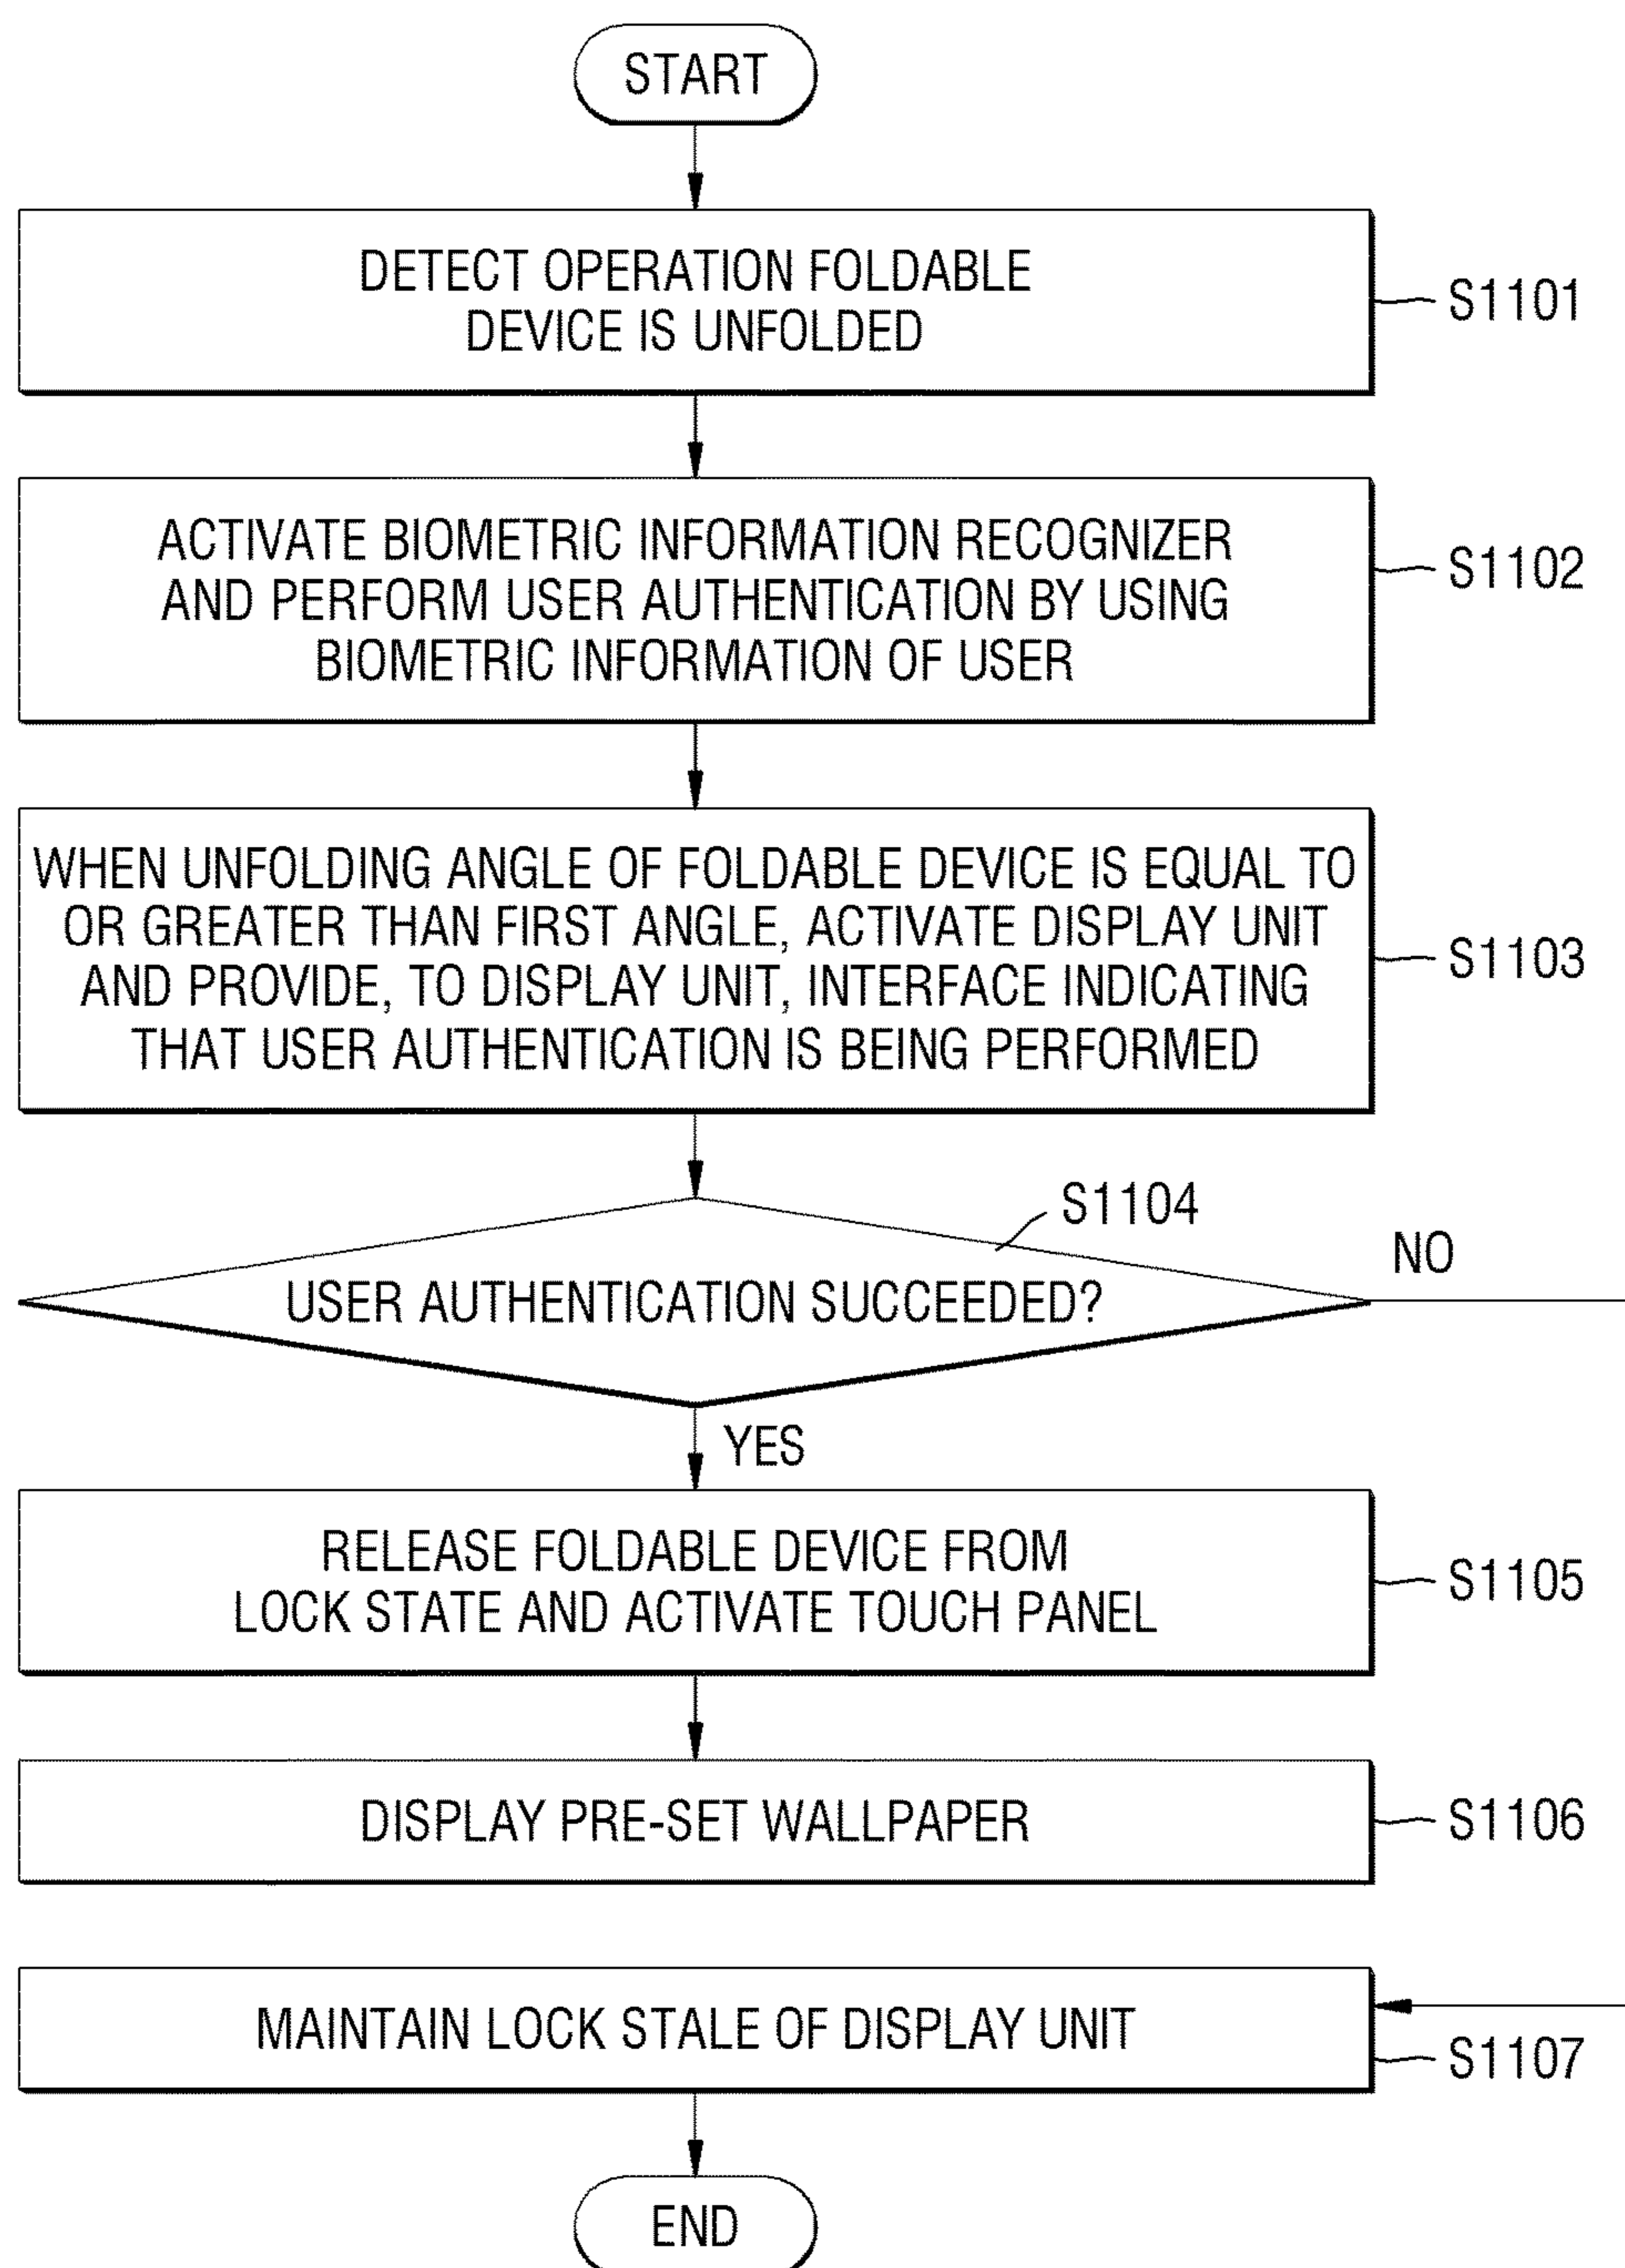 START
DETECT OPERATION FOLDABLE
DEVICE IS UNFOLDED
S1101
ACTIVATE BIOMETRIC INFORMATION RECOGNIZER
AND PERFORM USER AUTHENTICATION BY USING
BIOMETRIC INFORMATION OF USER
S1102
WHEN UNFOLDING ANGLE OF FOLDABLE DEVICE IS EQUAL TO
OR GREATER THAN FIRST ANGLE, ACTIVATE DISPLAY UNIT
AND PROVIDE, TO DISPLAY UNIT, INTERFACE INDICATING
THAT USER AUTHENTICATION IS BEING PERFORMED
S1103
S1104
USER AUTHENTICATION SUCCEEDED?
NO
YES
RELEASE FOLDABLE DEVICE FROM
LOCK STATE AND ACTIVATE TOUCH PANEL
S1105
DISPLAY PRE-SET WALLPAPER
S1106
MAINTAIN LOCK STALE OF DISPLAY UNIT
S1107
END